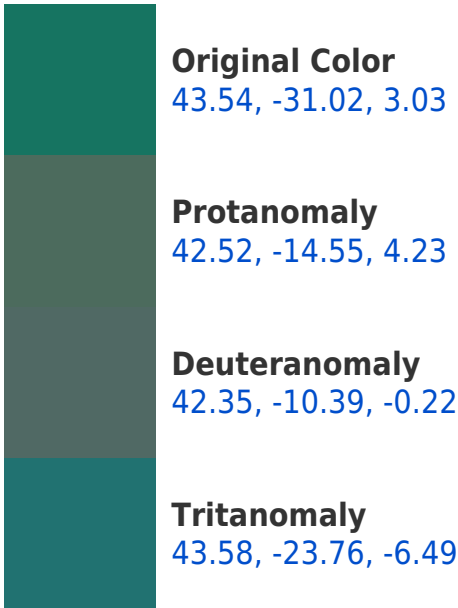 Original Color
43.54, -31.02, 3.03
Protanomaly
42.52, -14.55, 4.23
Deuteranomaly
42.35, -10.39, -0.22
Tritanomaly
43.58, -23.76, -6.49